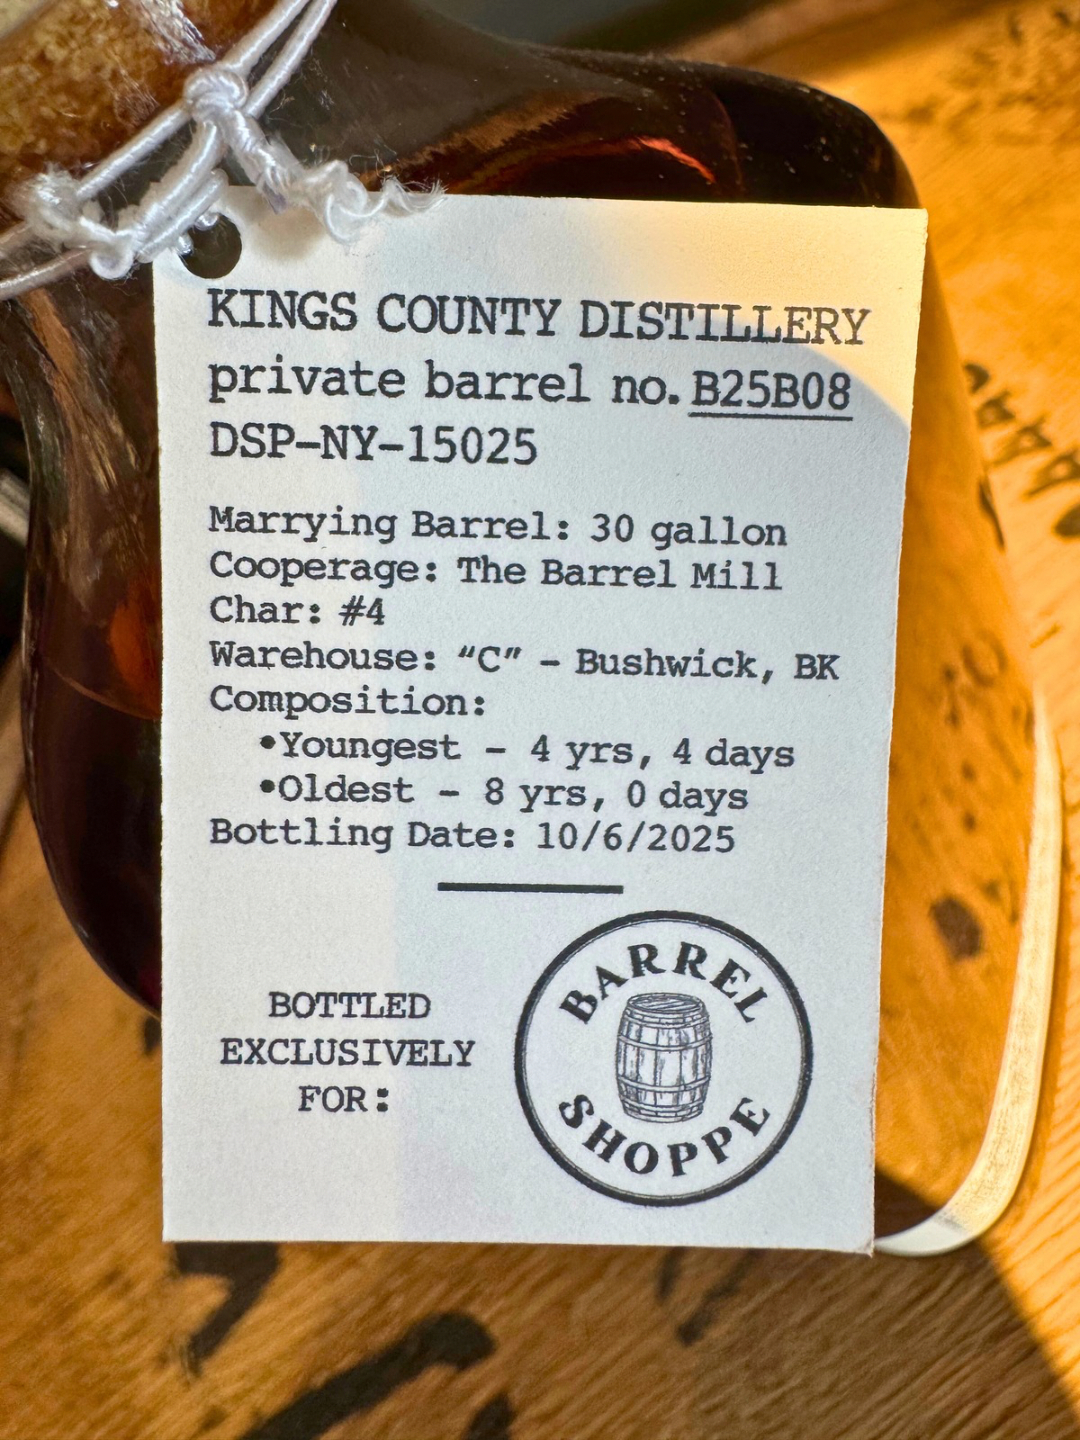 KINGS COUNTY DISTILLERY
private barrel no. B25B08
DSP-NY-15025
Marrying Barrel: 30 gallon
Cooperage: The Barrel Mill
Char: #4
Warehouse: “C” - Bushwick, BK
Composition:
•Youngest - 4 yrs, 4 days
•Oldest - 8 yrs, 0 days
Bottling Date: 10/6/2025
BOTTLED
EXCLUSIVELY
FOR:
BARREL
SHOPPE